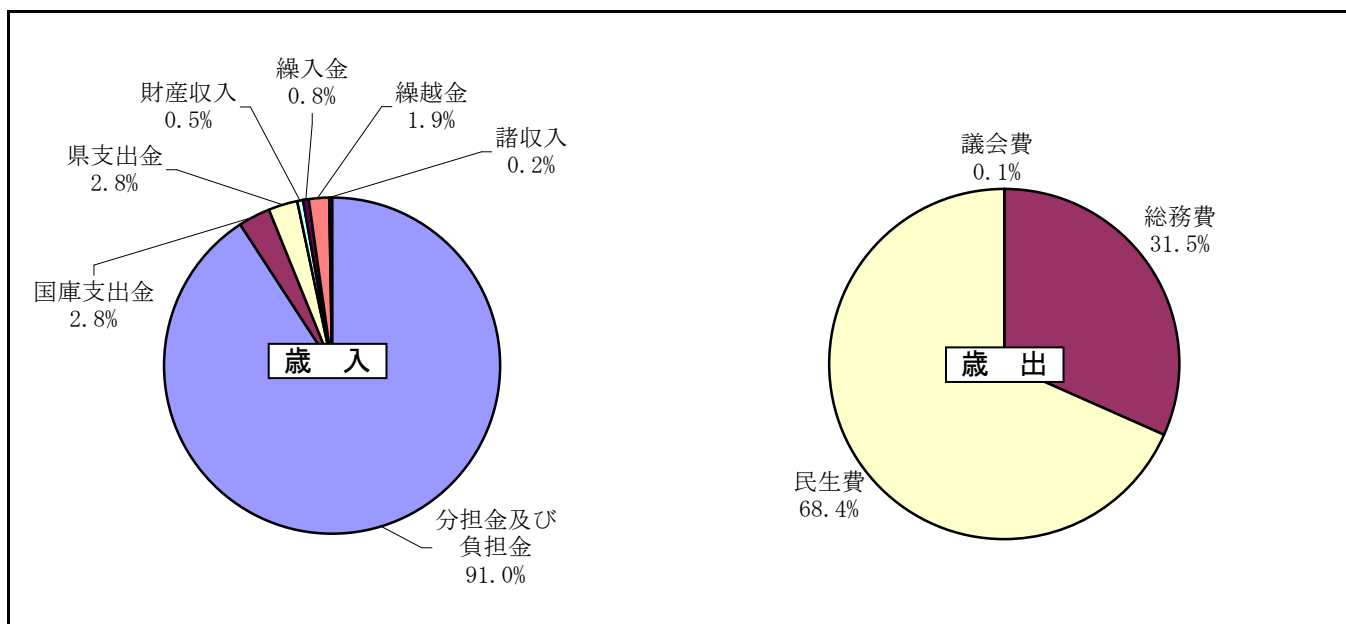 繰入金
0.8%
財産収入
0.5%
繰越金
1.9%
諸収入
0.2%
県支出金
2.8%
国庫支出金
2.8%
歳 入
分担金及び
負担金
91.0%
議会費
0.1%
総務費
31.5%
歳 出
民生費
68.4%